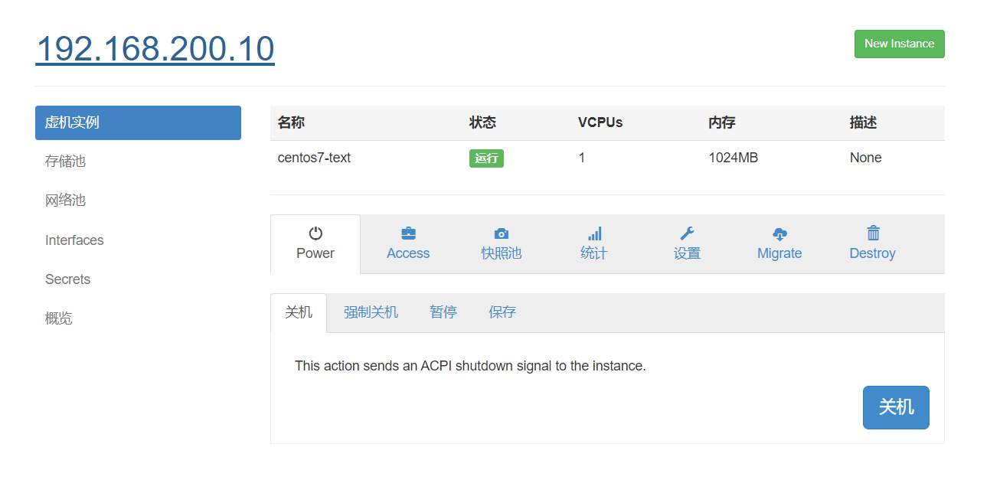 192.168.200.10
New Instance
虚机实例
存储池
网络池
Interfaces
Secrets
概览
名称 状态 VCPUs 内存 描述
centos7-text 运行 1 1024MB None
Power Access 快照池 统计 设置 Migrate Destroy
关机 强制关机 暂停 保存
This action sends an ACPI shutdown signal to the instance.
关机